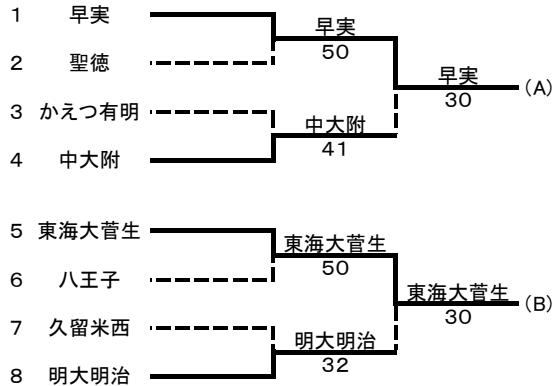 1 早実
早実
50
2 聖徳
早実
30
(A)
3 かえつ有明
中大附
41
4 中大附
5 東海大菅生
東海大菅生
50
6 八王子
東海大菅生
30
(B)
7 久留米西
明大明治
32
8 明大明治